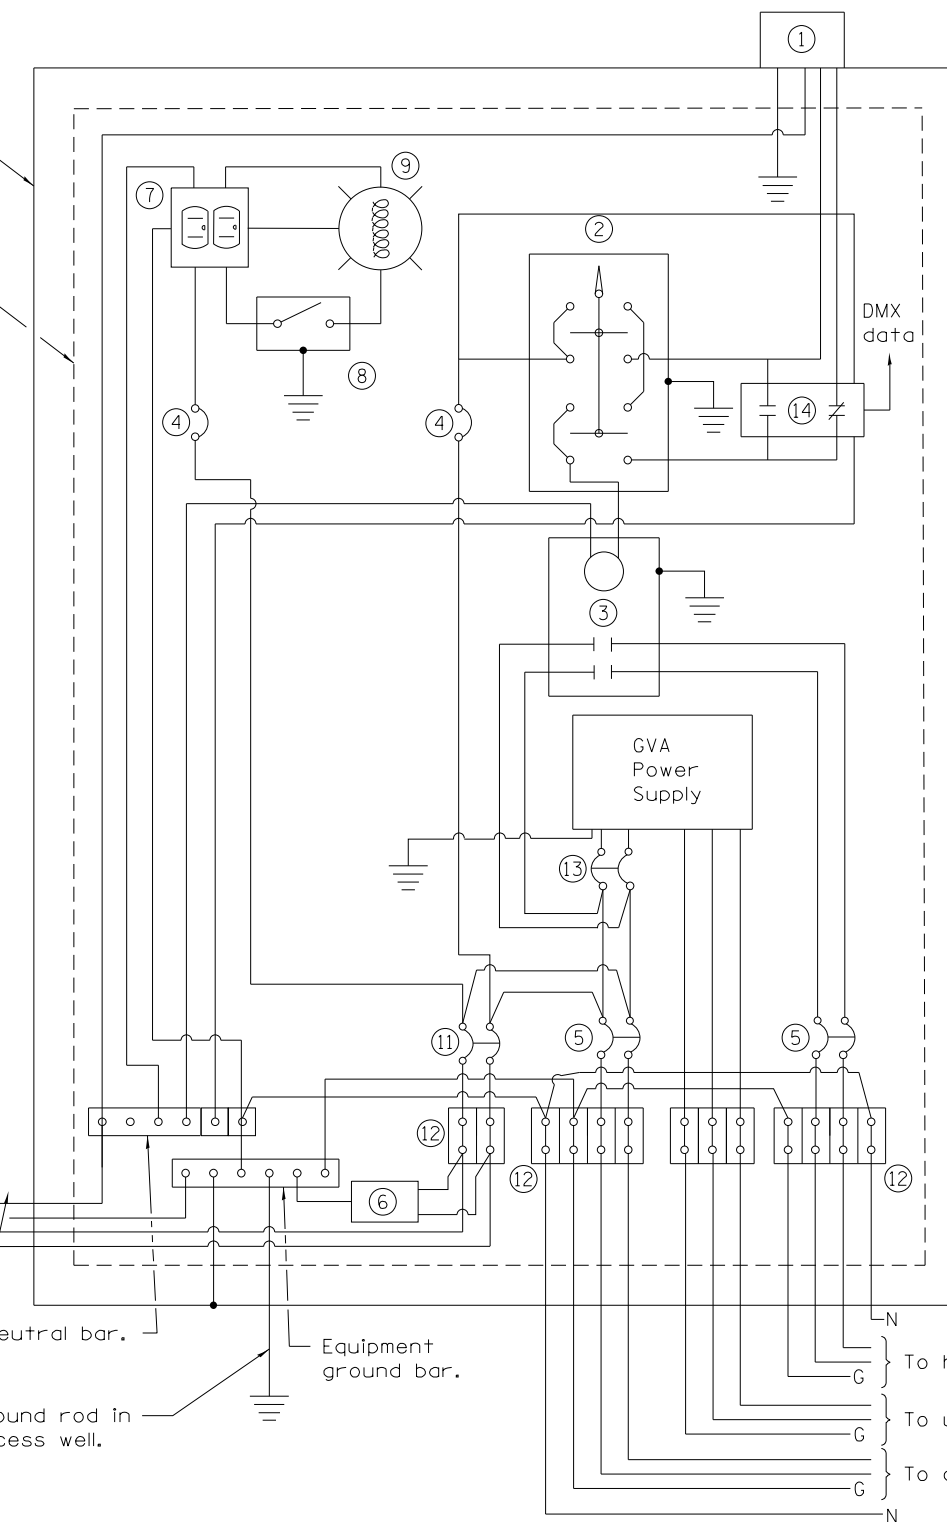 1
9
7
2
DMX
data
8
4
4
14
3
GVA
Power
Supply
13
11
5
5
12
12
12
6
N
eutral bar.
Equipment
ground bar.
To
G
ound rod in
cess well.
To
G
To
G
N